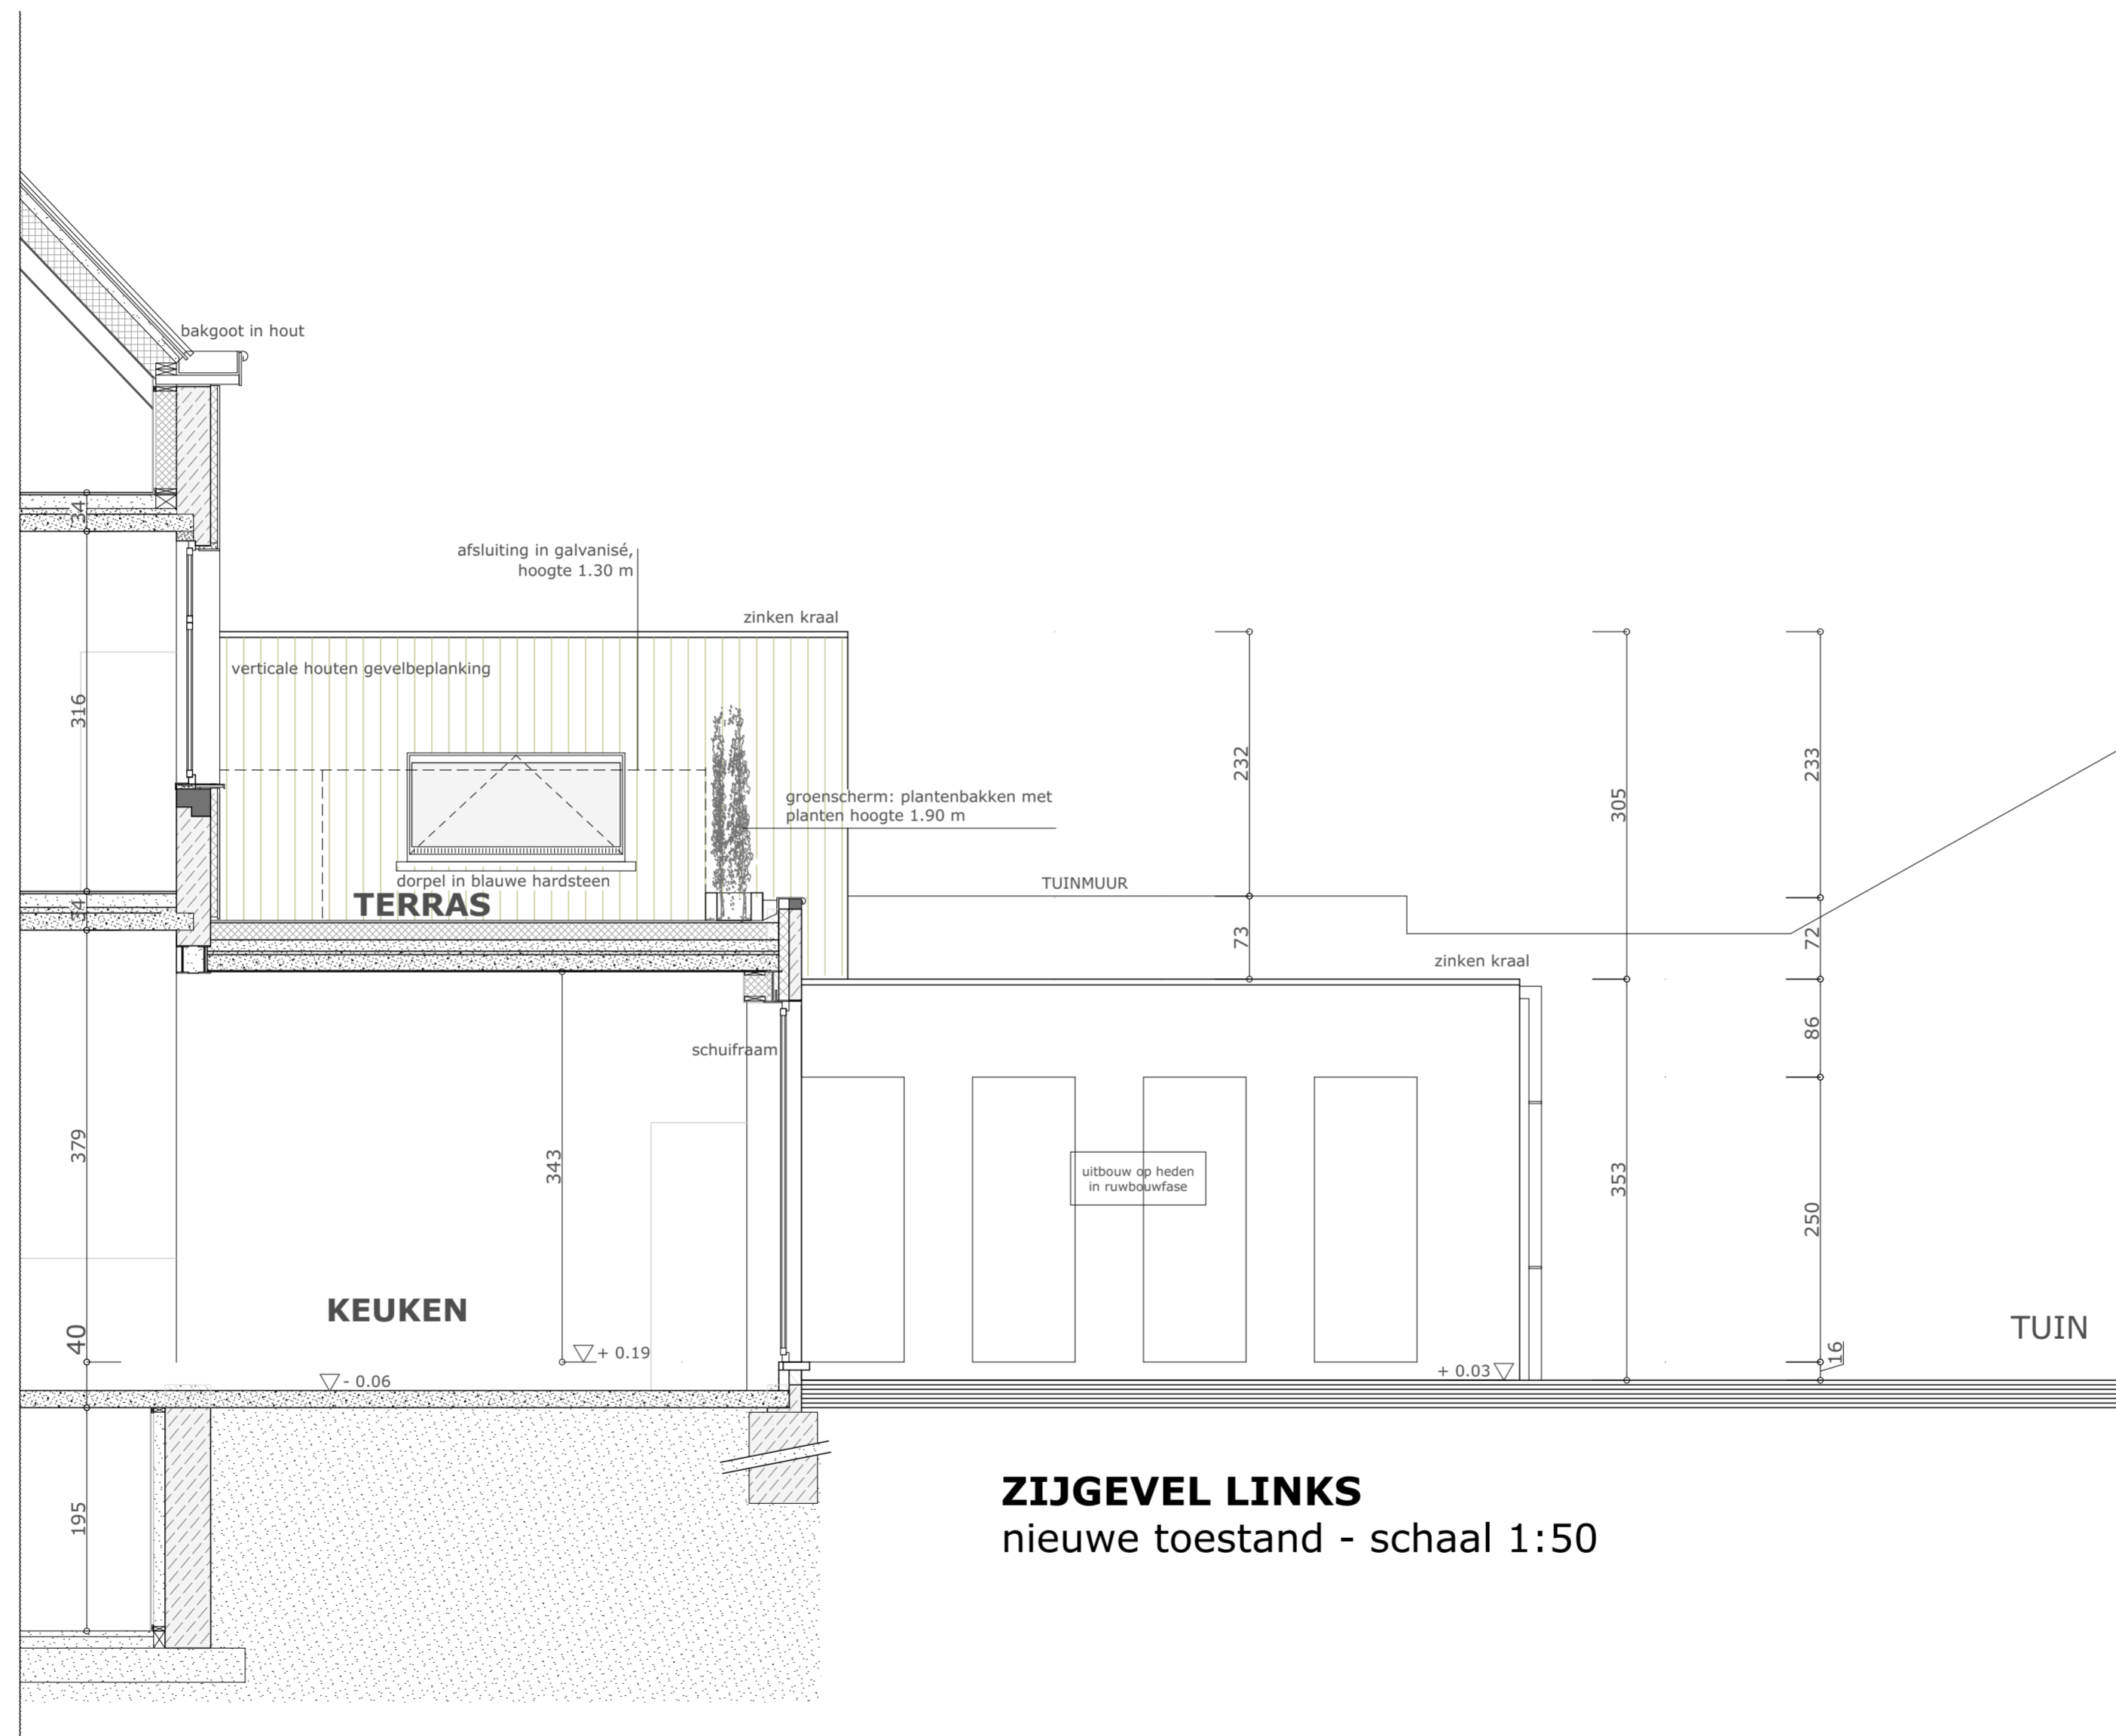 bakgoot in hout
34
afsluiting in galvanisé,
hoogte 1.30 m
zinken kraal
verticale houten gevelbeplanking
316
232
305
233
groenscherm: plantenbakken met
planten hoogte 1.90 m
dorpel in blauwe hardsteen
TERRAS
TUINMUUR
34
73
72
zinken kraal
86
schuifraam
379
343
uitbouw op heden
in ruwbouwfase
353
250
KEUKEN
TUIN
40
+ 0.19
16
- 0.06
+ 0.03
195
ZIJGEVEL LINKS
nieuwe toestand - schaal 1:50